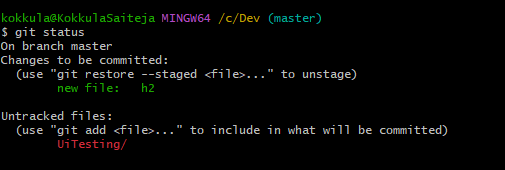 kokkula@KokkulaSaiteja MINGW64 /c/Dev (master)
$ git status
On branch master
Changes to be committed:
  (use "git restore --staged <file>..." to unstage)
        new file:   h2

Untracked files:
  (use "git add <file>..." to include in what will be committed)
        UiTesting/